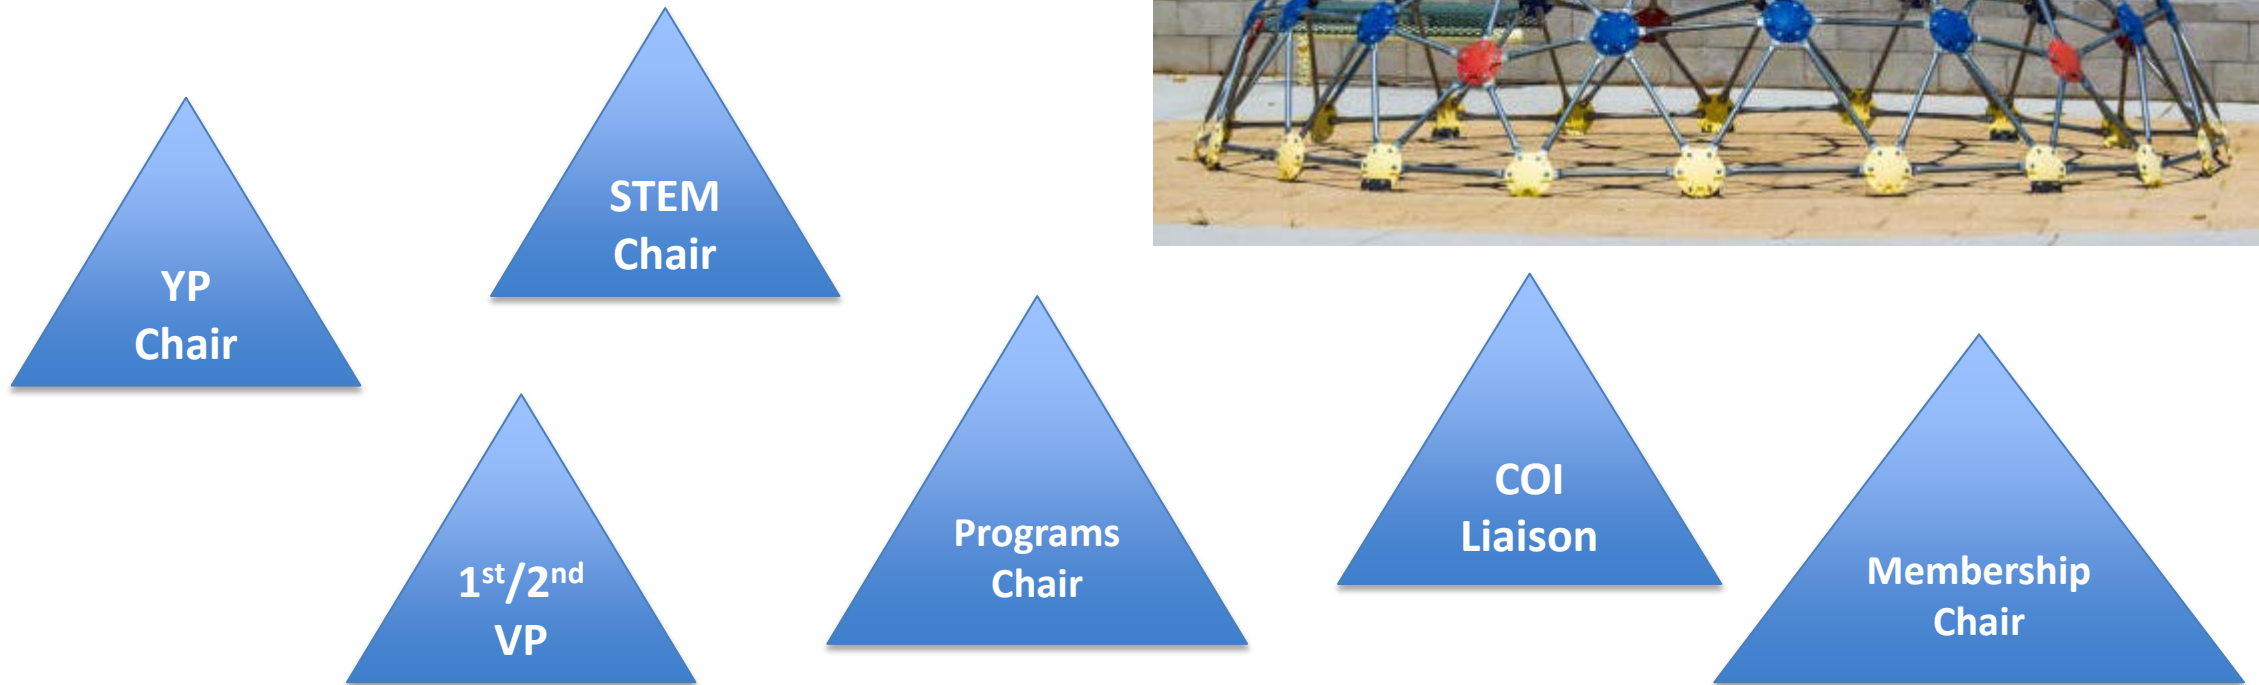 YP
Chair
STEM
Chair
1st/2nd
VP
Programs
Chair
COI
Liaison
Membership
Chair